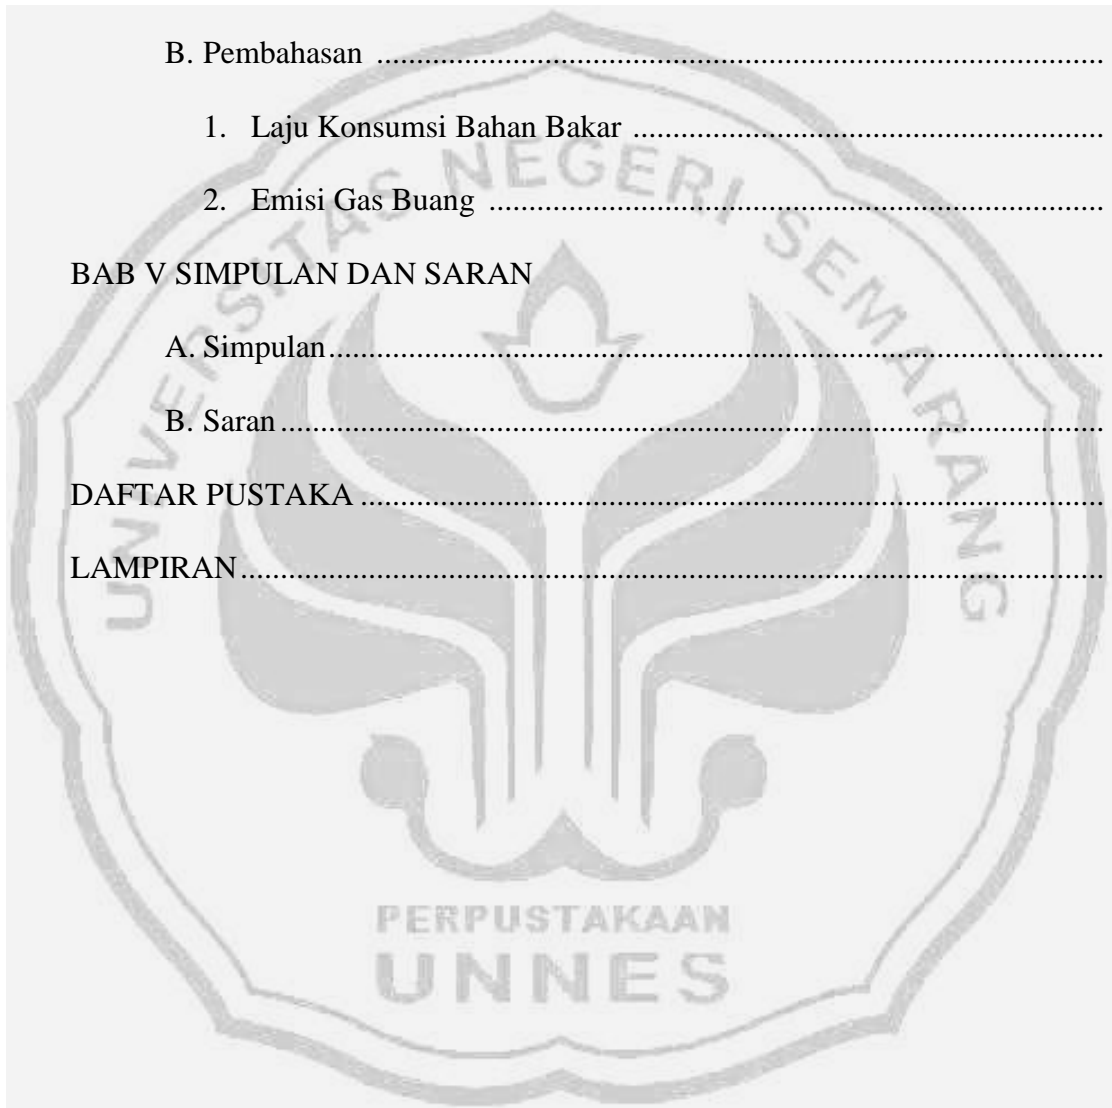 B. Pembahasan ..........................................................................................
1. Laju Konsumsi Bahan Bakar ..........................................................
2. Emisi Gas Buang ............................................................................
BAB V SIMPULAN DAN SARAN
A. Simpulan................................................................................................
B. Saran ......................................................................................................
DAFTAR PUSTAKA ............................................................................................
LAMPIRAN...........................................................................................................
UNIVERSITAS NEGERI SEMARANG
PERPUSTAKAAN
UNNES